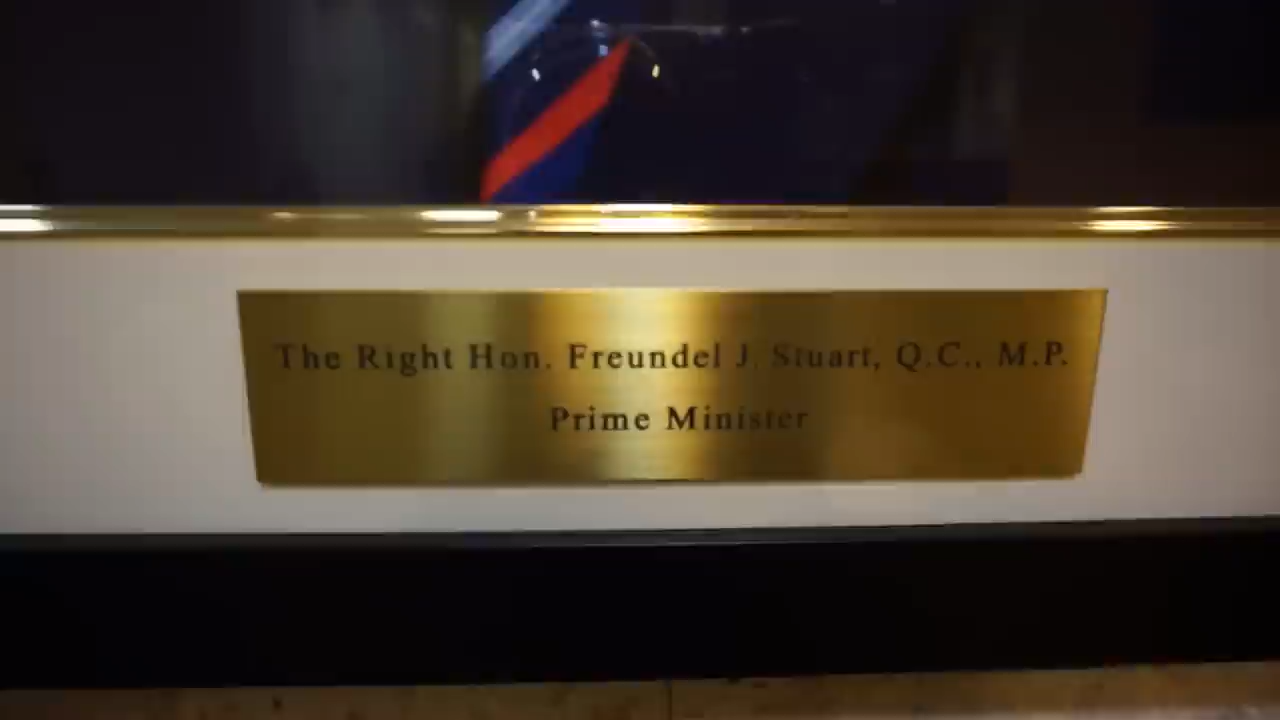 The Right Hon. Freundel J. Stuart, Q.C., M.P.
Prime Minister